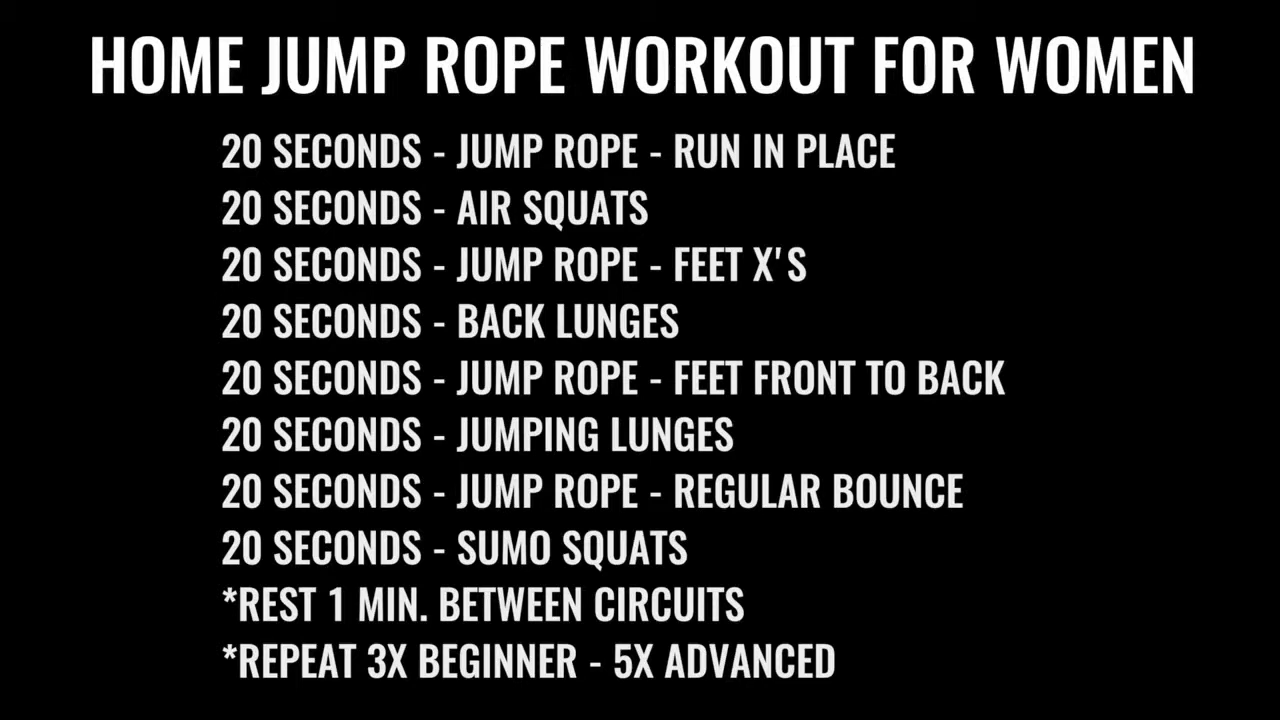 HOME JUMP ROPE WORKOUT FOR WOMEN
20 SECONDS - JUMP ROPE - RUN IN PLACE
20 SECONDS - AIR SQUATS
20 SECONDS - JUMP ROPE - FEET X'S
20 SECONDS - BACK LUNGES
20 SECONDS - JUMP ROPE - FEET FRONT TO BACK
20 SECONDS - JUMPING LUNGES
20 SECONDS - JUMP ROPE - REGULAR BOUNCE
20 SECONDS - SUMO SQUATS
*REST 1 MIN. BETWEEN CIRCUITS
*REPEAT 3X BEGINNER - 5X ADVANCED